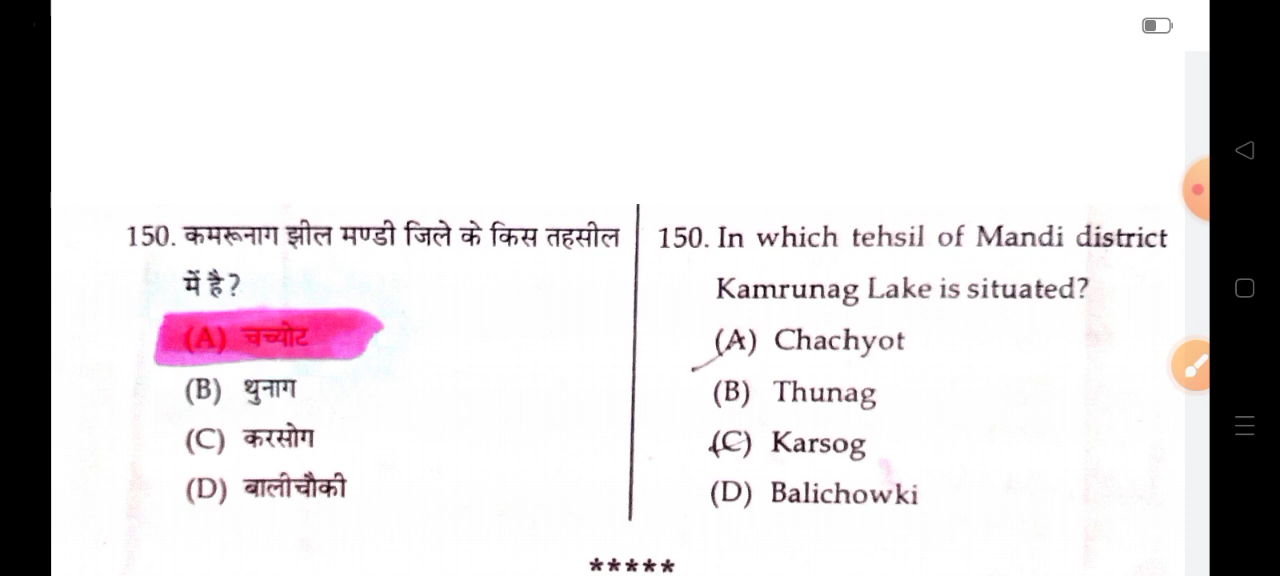 150. कमरूनाग झील मण्डी जिले के किस तहसील
में है?
(A) चच्योट
(B) थुनाग
(C) करसोग
(D) बालीचौकी
150. In which tehsil of Mandi district
Kamrunag Lake is situated?
(A) Chachyot
(B) Thunag
(C) Karsog
(D) Balichowki
*****